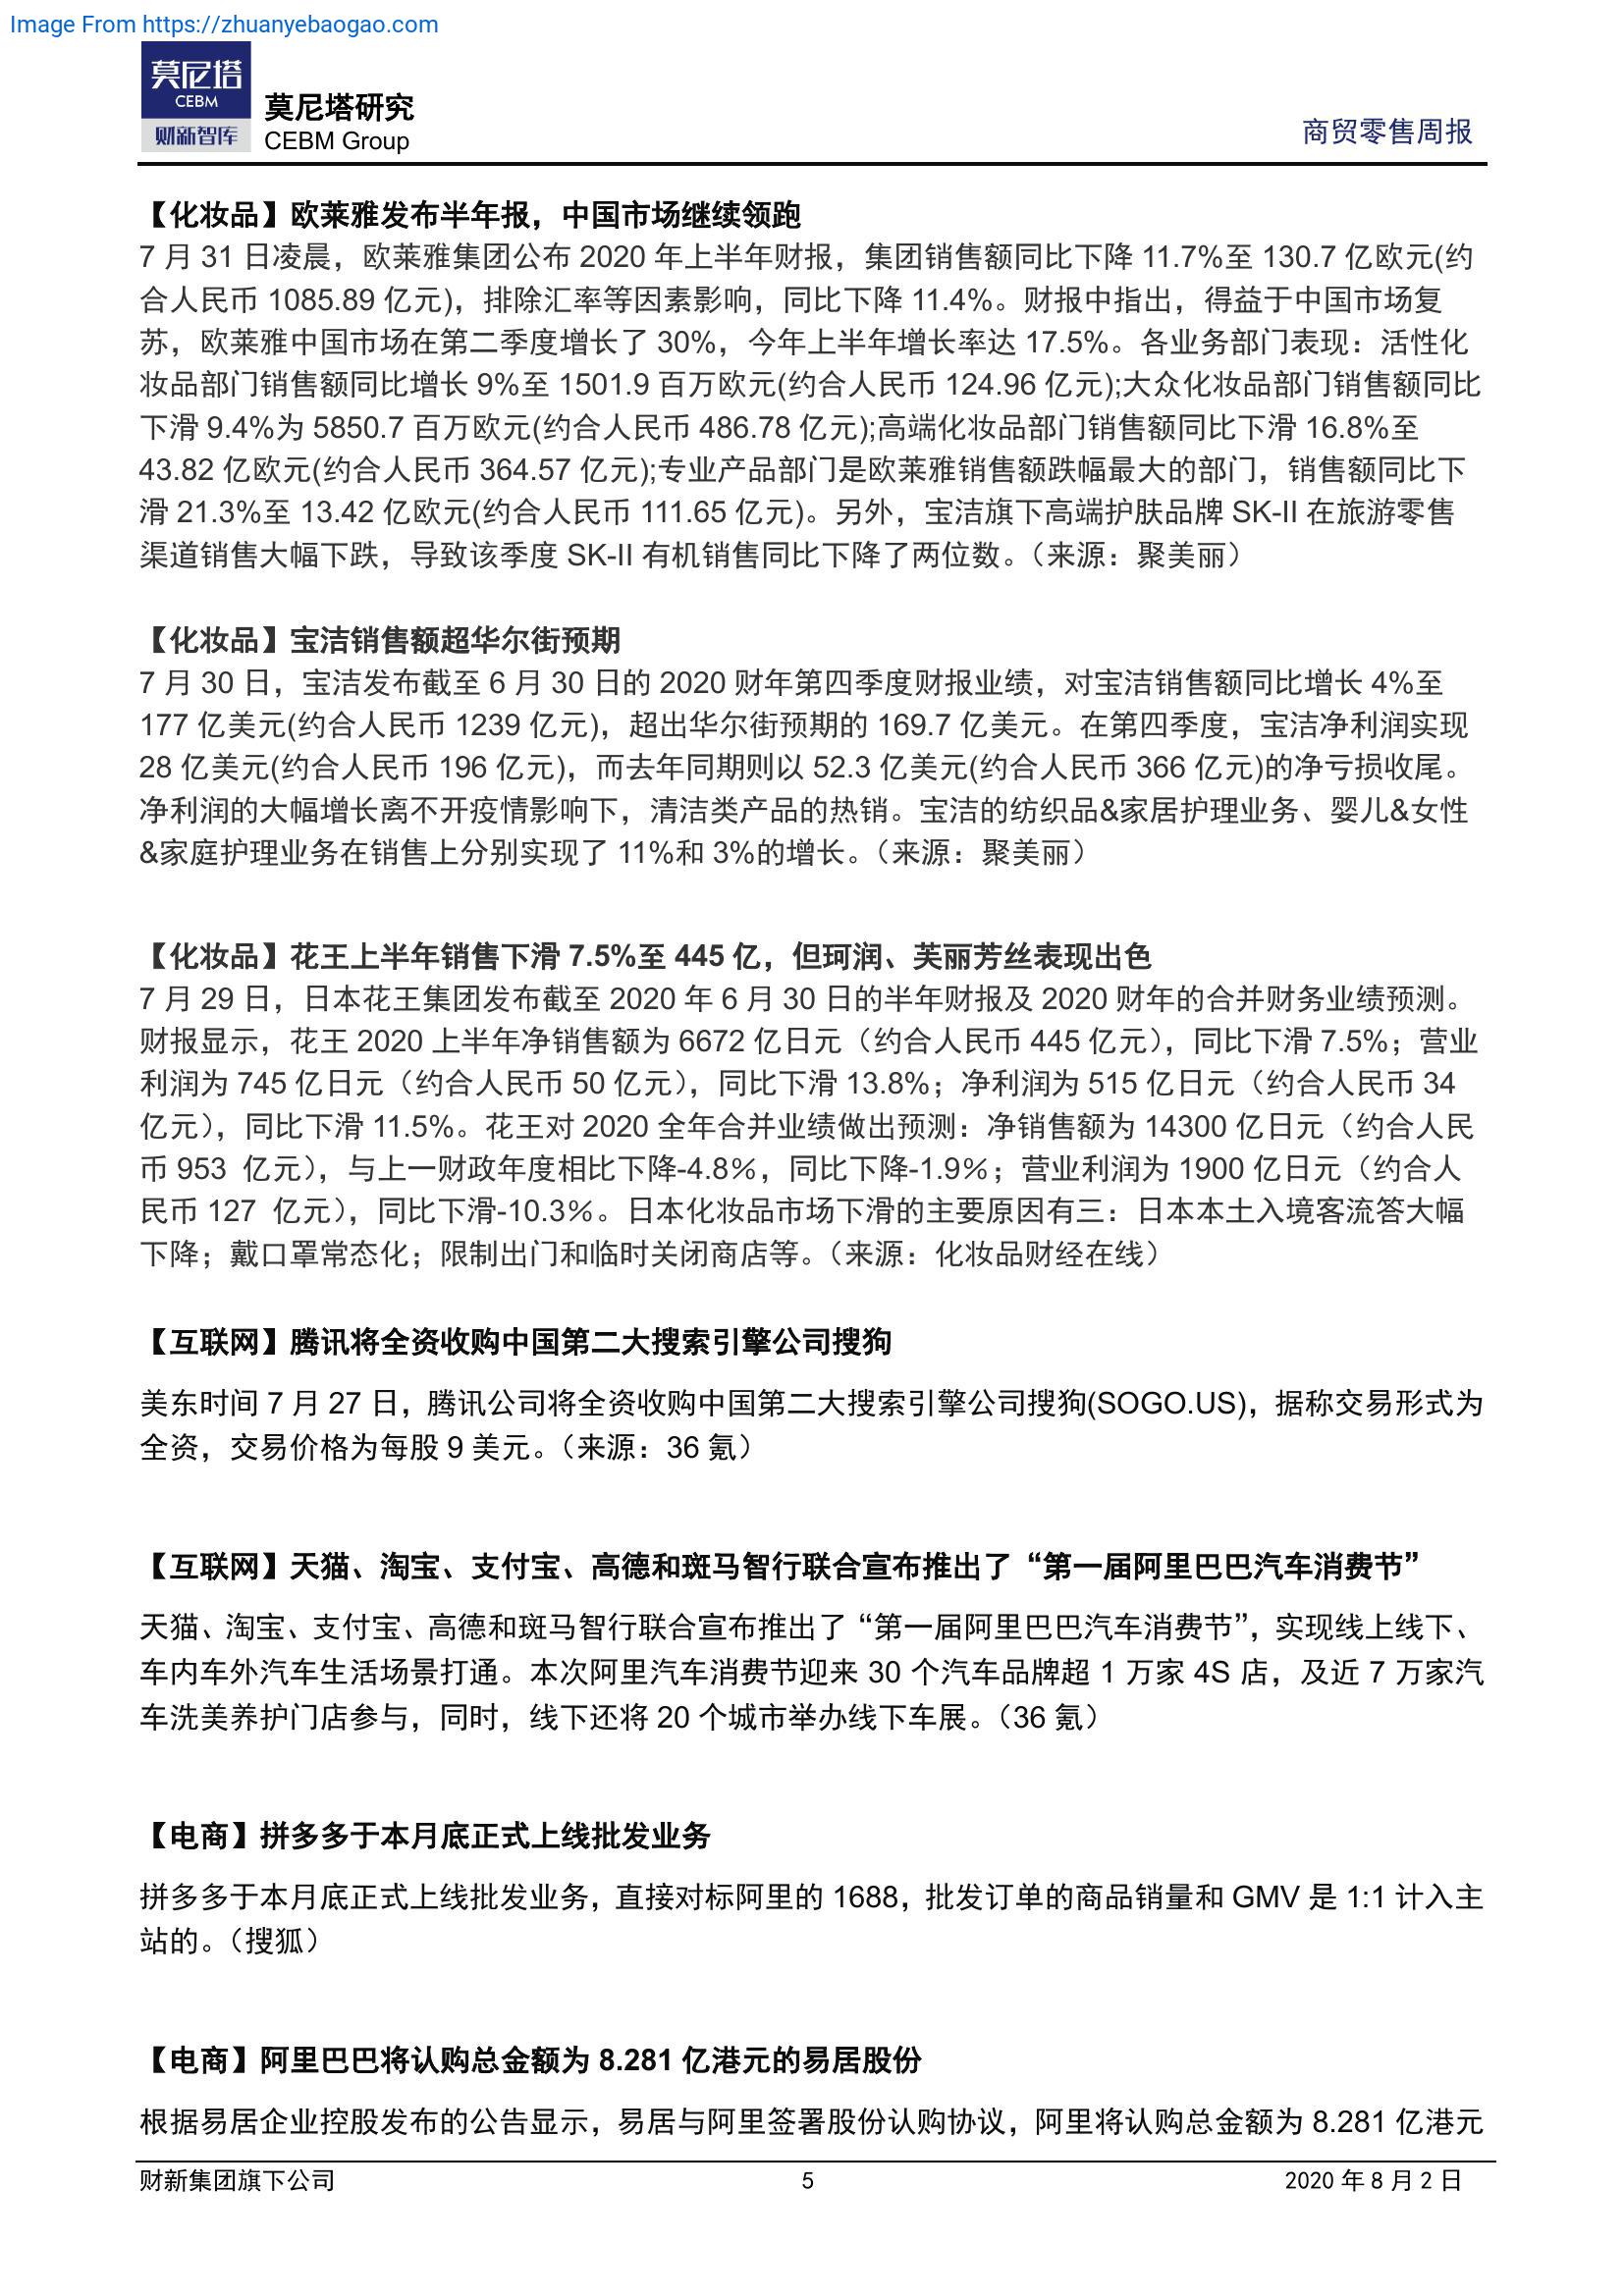 Image From https://zhuanyebaogao.com
莫尼塔
CEBM
财新智库
莫尼塔研究
CEBM Group
商贸零售周报
【化妆品】欧莱雅发布半年报，中国市场继续领跑
7 月 31 日凌晨，欧莱雅集团公布 2020 年上半年财报，集团销售额同比下降 11.7%至 130.7 亿欧元(约
合人民币 1085.89 亿元)，排除汇率等因素影响，同比下降 11.4%。财报中指出，得益于中国市场复
苏，欧莱雅中国市场在第二季度增长了 30%，今年上半年增长率达 17.5%。各业务部门表现：活性化
妆品部门销售额同比增长 9%至 1501.9 百万欧元(约合人民币 124.96 亿元);大众化妆品部门销售额同比
下滑 9.4%为 5850.7 百万欧元(约合人民币 486.78 亿元);高端化妆品部门销售额同比下滑 16.8%至
43.82 亿欧元(约合人民币 364.57 亿元);专业产品部门是欧莱雅销售额跌幅最大的部门，销售额同比下
滑 21.3%至 13.42 亿欧元(约合人民币 111.65 亿元)。另外，宝洁旗下高端护肤品牌 SK-II 在旅游零售
渠道销售大幅下跌，导致该季度 SK-II 有机销售同比下降了两位数。（来源：聚美丽）
【化妆品】宝洁销售额超华尔街预期
7 月 30 日，宝洁发布截至 6 月 30 日的 2020 财年第四季度财报业绩，对宝洁销售额同比增长 4%至
177 亿美元(约合人民币 1239 亿元)，超出华尔街预期的 169.7 亿美元。在第四季度，宝洁净利润实现
28 亿美元(约合人民币 196 亿元)，而去年同期则以 52.3 亿美元(约合人民币 366 亿元)的净亏损收尾。
净利润的大幅增长离不开疫情影响下，清洁类产品的热销。宝洁的纺织品&家居护理业务、婴儿&女性
&家庭护理业务在销售上分别实现了 11%和 3%的增长。（来源：聚美丽）
【化妆品】花王上半年销售下滑 7.5%至 445 亿，但珂润、芙丽芳丝表现出色
7 月 29 日，日本花王集团发布截至 2020 年 6 月 30 日的半年财报及 2020 财年的合并财务业绩预测。
财报显示，花王 2020 上半年净销售额为 6672 亿日元（约合人民币 445 亿元），同比下滑 7.5%；营业
利润为 745 亿日元（约合人民币 50 亿元），同比下滑 13.8%；净利润为 515 亿日元（约合人民币 34
亿元），同比下滑 11.5%。花王对 2020 全年合并业绩做出预测：净销售额为 14300 亿日元（约合人民
币 953 亿元），与上一财政年度相比下降-4.8%，同比下降-1.9%；营业利润为 1900 亿日元（约合人
民币 127 亿元），同比下滑-10.3%。日本化妆品市场下滑的主要原因有三：日本本土入境客流答大幅
下降；戴口罩常态化；限制出门和临时关闭商店等。（来源：化妆品财经在线）
【互联网】腾讯将全资收购中国第二大搜索引擎公司搜狗
美东时间 7 月 27 日，腾讯公司将全资收购中国第二大搜索引擎公司搜狗(SOGO.US)，据称交易形式为
全资，交易价格为每股 9 美元。（来源：36 氪）
【互联网】天猫、淘宝、支付宝、高德和斑马智行联合宣布推出了“第一届阿里巴巴汽车消费节”
天猫、淘宝、支付宝、高德和斑马智行联合宣布推出了“第一届阿里巴巴汽车消费节”，实现线上线下、
车内车外汽车生活场景打通。本次阿里汽车消费节迎来 30 个汽车品牌超 1 万家 4S 店，及近 7 万家汽
车洗美养护门店参与，同时，线下还将 20 个城市举办线下车展。（36 氪）
【电商】拼多多于本月底正式上线批发业务
拼多多于本月底正式上线批发业务，直接对标阿里的 1688，批发订单的商品销量和 GMV 是 1:1 计入主
站的。（搜狐）
【电商】阿里巴巴将认购总金额为 8.281 亿港元的易居股份
根据易居企业控股发布的公告显示，易居与阿里签署股份认购协议，阿里将认购总金额为 8.281 亿港元
财新集团旗下公司
5
2020 年 8 月 2 日